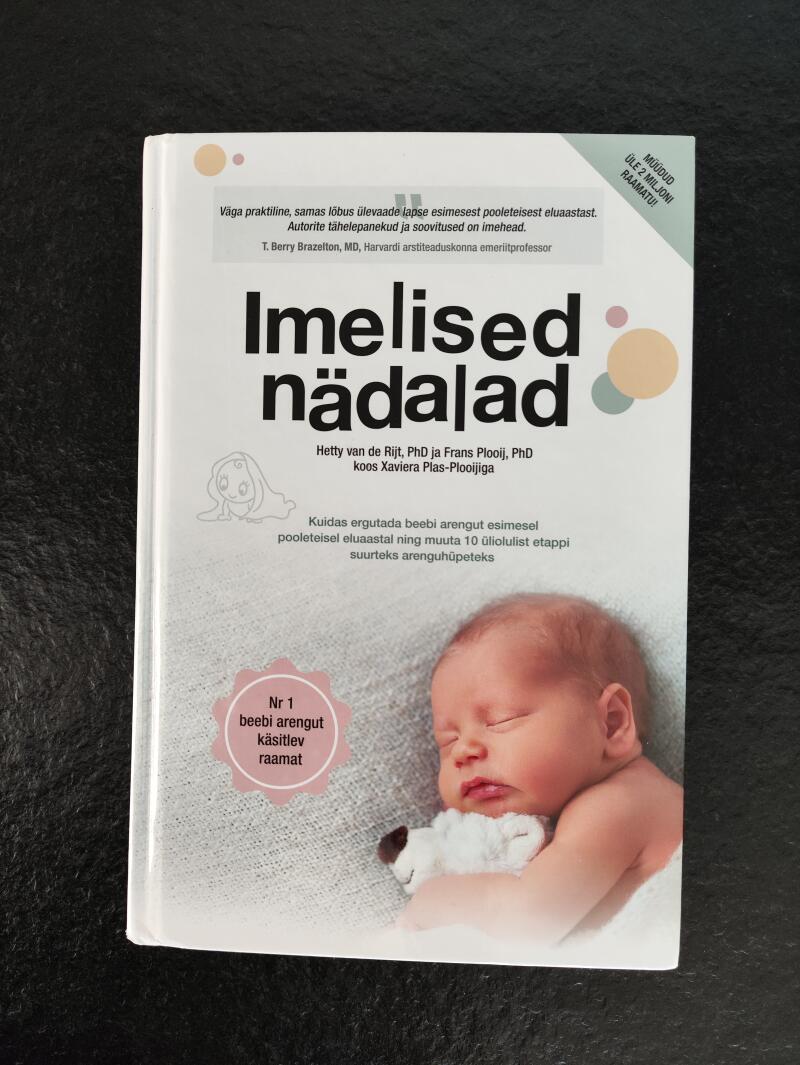 MÜÜDUD
ÜLE 2 MILJONI
RAAMATU!
"
Väga praktiline, samas lõbus ülevaade lapse esimesest pooleteisest eluaastast.
Autorite tähelepanekud ja soovitused on imehead.
T. Berry Brazelton, MD, Harvardi arstiteaduskonna emeriitprofessor
Imelised
nädalad
Hetty van de Rijt, PhD ja Frans Plooij, PhD
koos Xaviera Plas-Plooijiga
Kuidas ergutada beebi arengut esimesel
pooleteisel eluaastal ning muuta 10 üliolulist etappi
suurteks arenguhüpeteks
Nr 1
beebi arengut
käsitlev
raamat